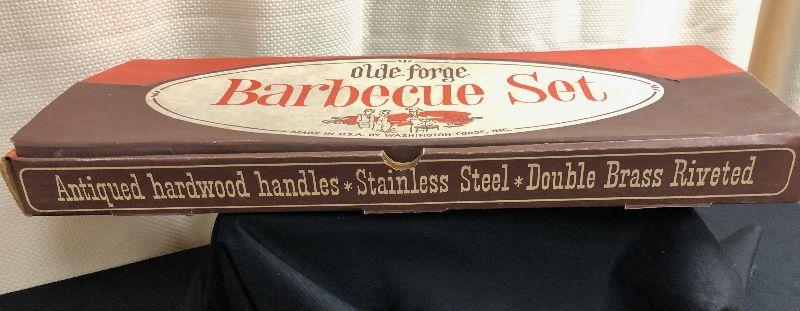 olde forge
Barbecue Set
MADE IN U.S.A. BY WASHINGTON FORGE, INC.
Antiqued hardwood handles * Stainless Steel * Double Brass Riveted